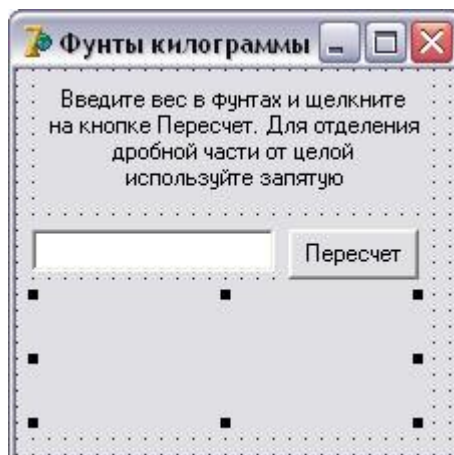 Фунты килограммы
Введите вес в фунтах и щелкните
на кнопке Пересчет. Для отделения
дробной части от целой
используйте запятую
Пересчет